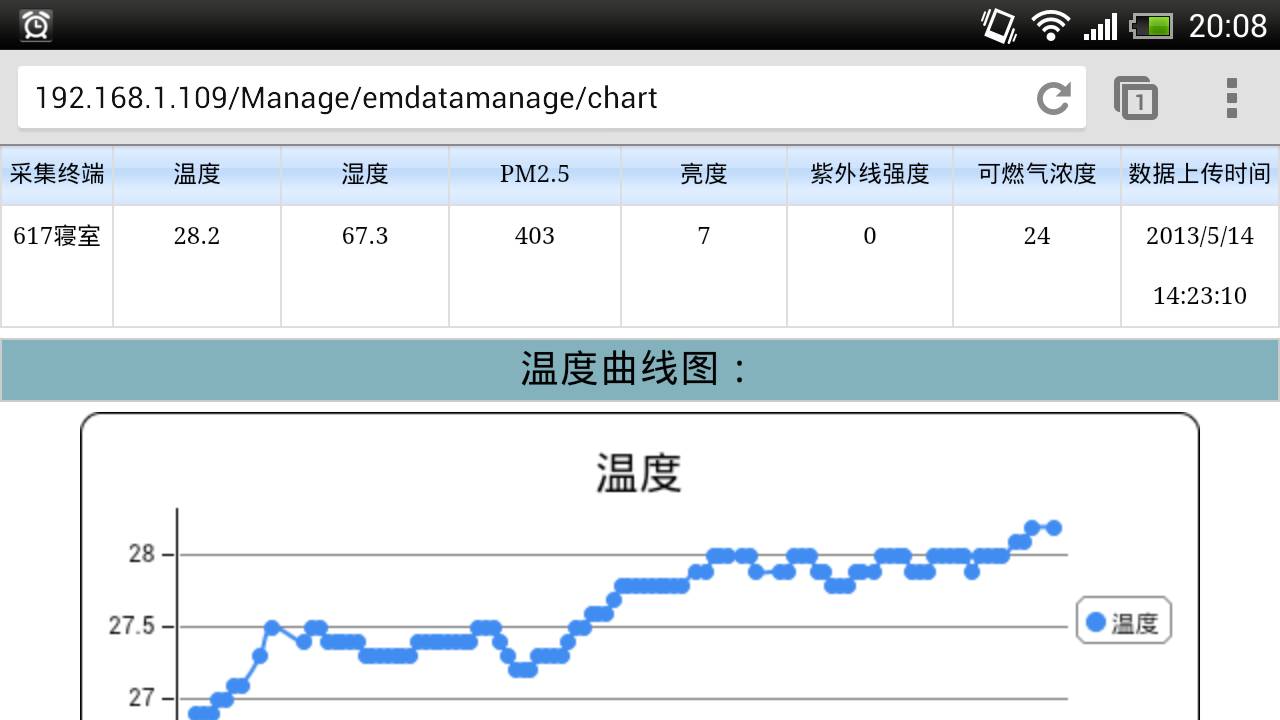 20:08
192.168.1.109/Manage/emdatamanage/chart
1
采集终端 温度 湿度 PM2.5 亮度 紫外线强度 可燃气浓度 数据上传时间
617寝室 28.2 67.3 403 7 0 24 2013/5/14
14:23:10
温度曲线图：
温度
28
27.5
温度
27